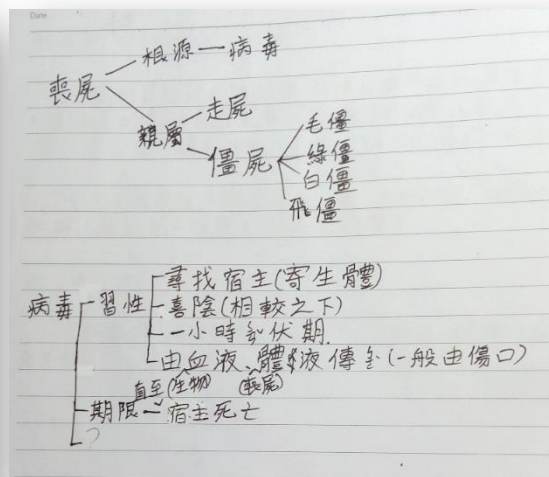 Date
根源 — 病毒
喪屍
走屍
親屬
僵屍
毛僵
綠僵
白僵
飛僵
尋找宿主(寄生體)
病毒 習性 喜陰(相較之下)
一小時 伏期
由血液、體液傳 (一般由傷口)
直至 (生物) (喪屍)
期限 — 宿主死亡
?